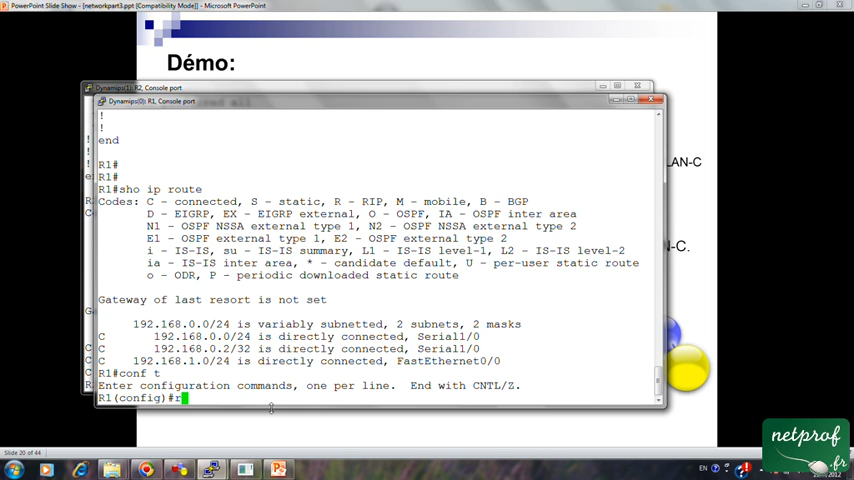 PowerPoint Slide Show - [networkpart3.ppt [Compatibility Mode]] - Microsoft PowerPoint
Démo:
Dynamips(1): R2, Console port
Dynamips(0): R1, Console port
!
!
end
R1#
R1#
R1#sho ip route
Codes: C - connected, S - static, R - RIP, M - mobile, B - BGP
D - EIGRP, EX - EIGRP external, O - OSPF, IA - OSPF inter area
N1 - OSPF NSSA external type 1, N2 - OSPF NSSA external type 2
E1 - OSPF external type 1, E2 - OSPF external type 2
i - IS-IS, su - IS-IS summary, L1 - IS-IS level-1, L2 - IS-IS level-2
ia - IS-IS inter area, * - candidate default, U - per-user static route
o - ODR, P - periodic downloaded static route
Gateway of last resort is not set
192.168.0.0/24 is variably subnetted, 2 subnets, 2 masks
C 192.168.0.0/24 is directly connected, Serial1/0
C 192.168.0.2/32 is directly connected, Serial1/0
C 192.168.1.0/24 is directly connected, FastEthernet0/0
R1#conf t
Enter configuration commands, one per line. End with CNTL/Z.
R1(config)#r
LAN-C
N-C.
netprof
.fr
Slide 20 of 44
EN